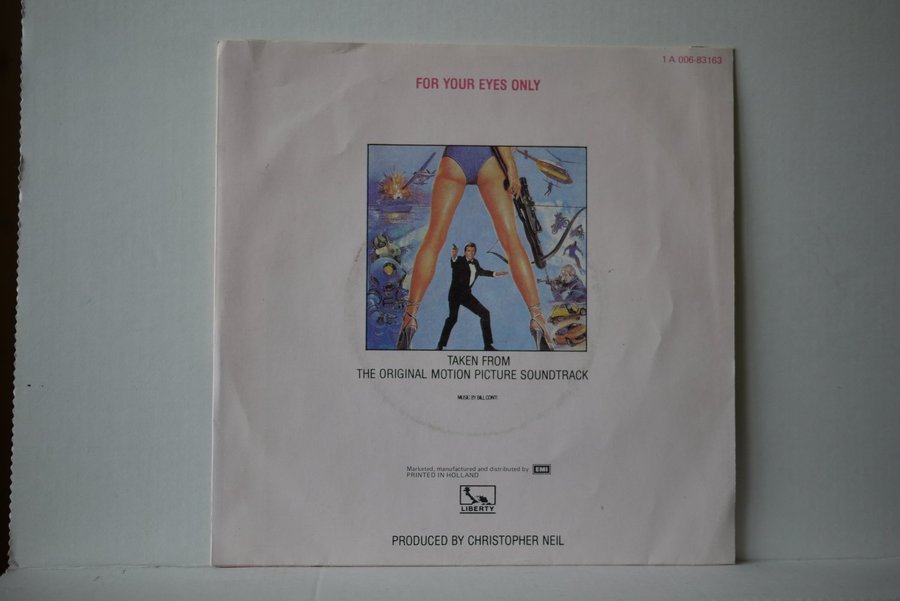 1 A 006-83163
FOR YOUR EYES ONLY
TAKEN FROM
THE ORIGINAL MOTION PICTURE SOUNDTRACK
MUSIC BY BILL CONTI
Marketed, manufactured and distributed by EMI
PRINTED IN HOLLAND
LIBERTY
PRODUCED BY CHRISTOPHER NEIL